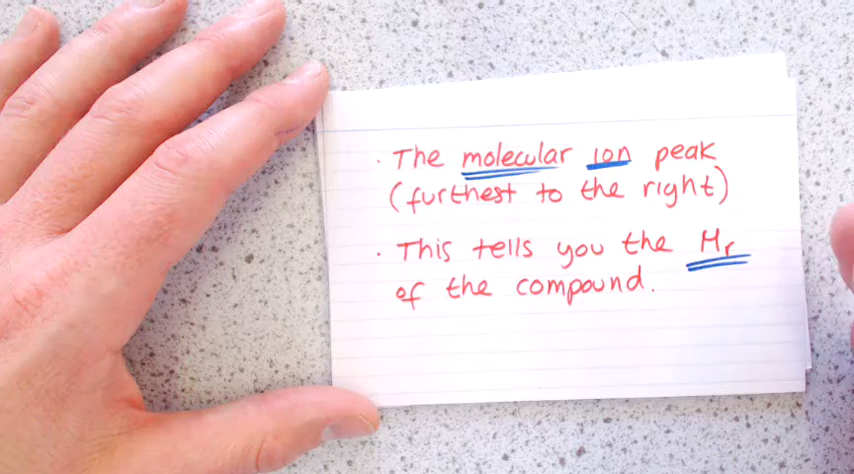 · The molecular ion peak
(furthest to the right)
· This tells you the Mr
of the compound.